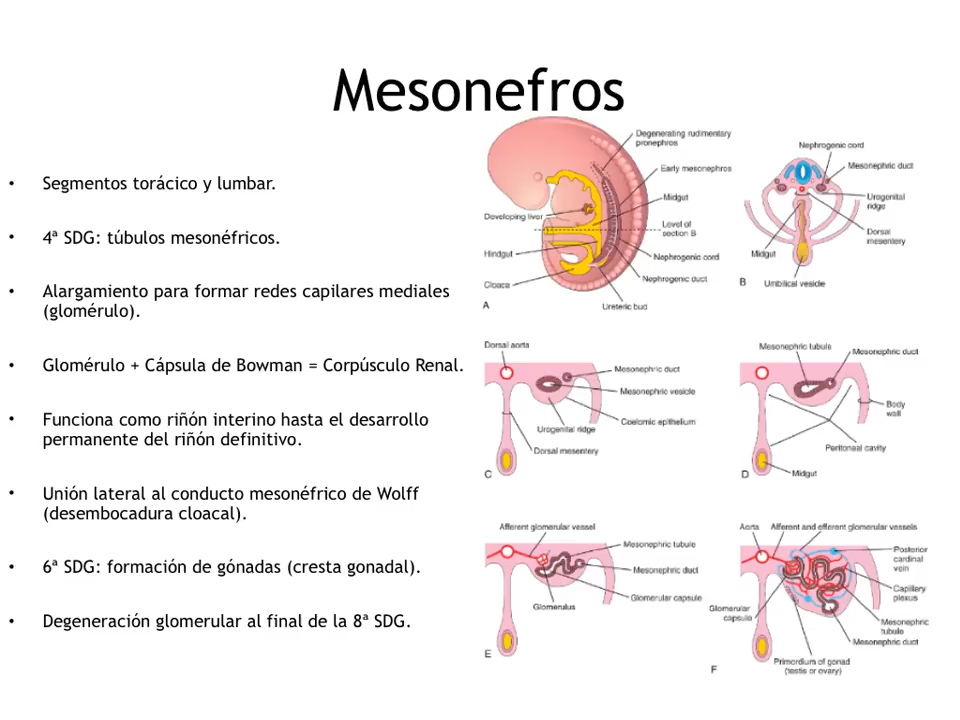 Mesonefros
• Segmentos torácico y lumbar.
• 4ª SDG: túbulos mesonéfricos.
• Alargamiento para formar redes capilares mediales
(glomérulo).
• Glomérulo + Cápsula de Bowman = Corpúsculo Renal.
• Funciona como riñón interino hasta el desarrollo
permanente del riñón definitivo.
• Unión lateral al conducto mesonéfrico de Wolff
(desembocadura cloacal).
• 6ª SDG: formación de gónadas (cresta gonadal).
• Degeneración glomerular al final de la 8ª SDG.
Degenerating rudimentary
pronephros
Early mesonephros
Midgut
Developing liver
Level of
section B
Hindgut
Nephrogenic cord
Nephrogenic duct
Cloaca
Ureteric bud
A
Nephrogenic cord
Mesonephric duct
Urogenital
ridge
Dorsal
mesentery
Midgut
Umbilical vesicle
B
Dorsal aorta
Mesonephric duct
Mesonephric vesicle
Coelomic epithelium
Urogenital ridge
Dorsal mesentery
C
Mesonephric tubule
Mesonephric duct
Body
wall
Peritoneal cavity
Midgut
D
Afferent glomerular vessel
Mesonephric tubule
Mesonephric duct
Glomerular capsule
Glomerulus
E
Aorta
Afferent and efferent glomerular vessels
Posterior
cardinal
vein
Capillary
plexus
Glomerular
capsule
Mesonephric
tubule
Mesonephric duct
Primordium of gonad
(testis or ovary)
F